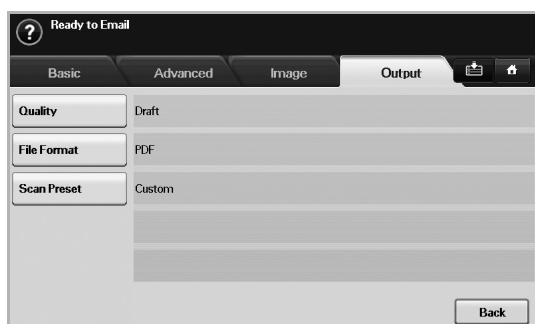 ? Ready to Email
Basic Advanced Image Output
Quality Draft
File Format PDF
Scan Preset Custom
Back